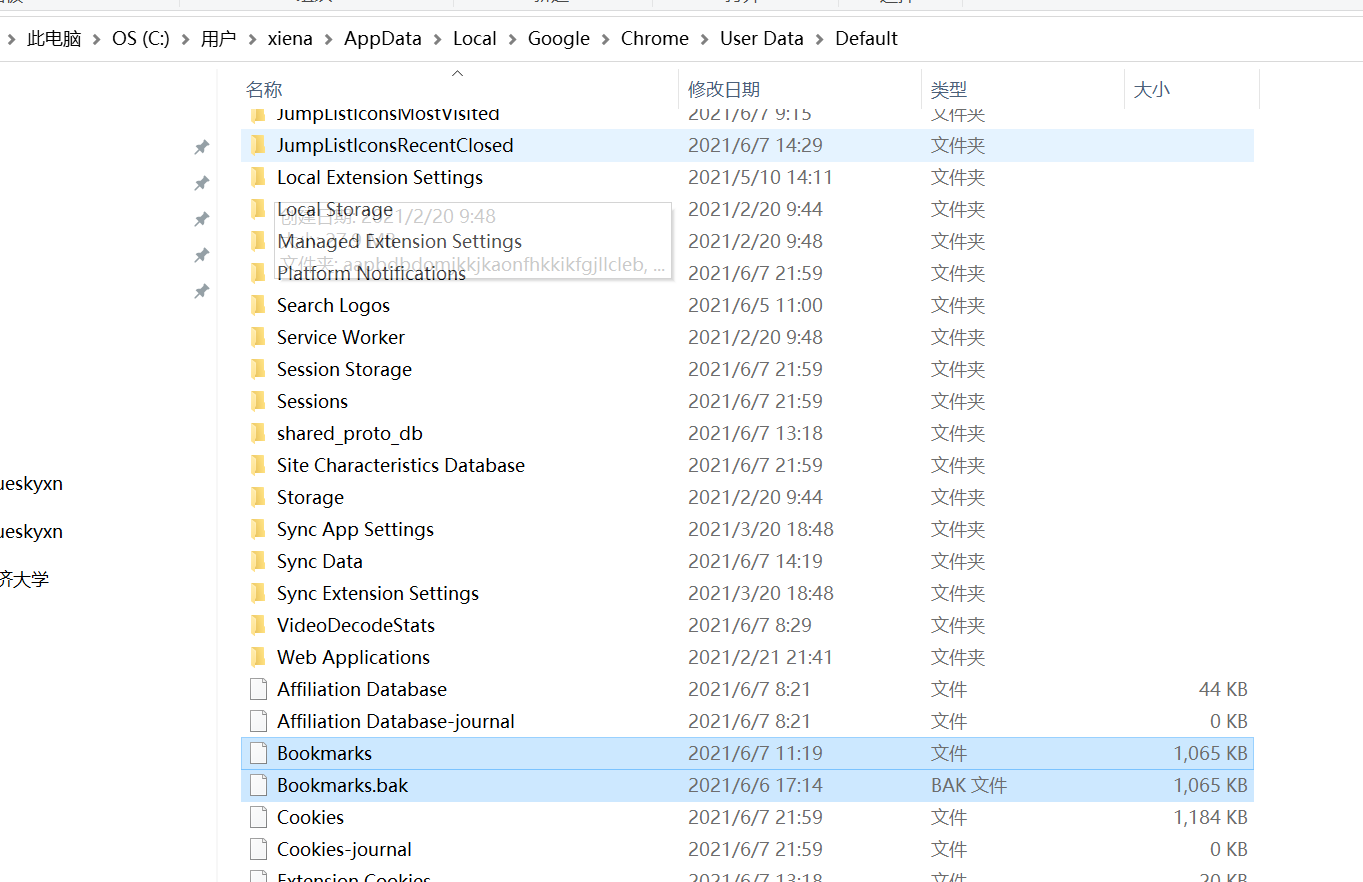 此电脑 OS (C:) 用户 xiena AppData Local Google Chrome User Data Default
名称 修改日期 类型 大小
JumpListIconsMostVisited 2021/6/7 9:15 文件夹
JumpListIconsRecentClosed 2021/6/7 14:29 文件夹
Local Extension Settings 2021/5/10 14:11 文件夹
Local Storage 2021/2/20 9:44 文件夹
创建日期: 2021/2/20 9:48
Managed Extension Settings 2021/2/20 9:48 文件夹
文件夹:
Platform Notifications 2021/6/7 21:59 文件夹
Search Logos 2021/6/5 11:00 文件夹
Service Worker 2021/2/20 9:48 文件夹
Session Storage 2021/6/7 21:59 文件夹
Sessions 2021/6/7 21:59 文件夹
shared_proto_db 2021/6/7 13:18 文件夹
Site Characteristics Database 2021/6/7 21:59 文件夹
ueskyxn
Storage 2021/2/20 9:44 文件夹
Sync App Settings 2021/3/20 18:48 文件夹
ueskyxn
Sync Data 2021/6/7 14:19 文件夹
济大学
Sync Extension Settings 2021/3/20 18:48 文件夹
VideoDecodeStats 2021/6/7 8:29 文件夹
Web Applications 2021/2/21 21:41 文件夹
Affiliation Database 2021/6/7 8:21 文件 44 KB
Affiliation Database-journal 2021/6/7 8:21 文件 0 KB
Bookmarks 2021/6/7 11:19 文件 1,065 KB
Bookmarks.bak 2021/6/6 17:14 BAK 文件 1,065 KB
Cookies 2021/6/7 21:59 文件 1,184 KB
Cookies-journal 2021/6/7 21:59 文件 0 KB
Extension Cookies 2021/6/7 13:18 文件 20 KB